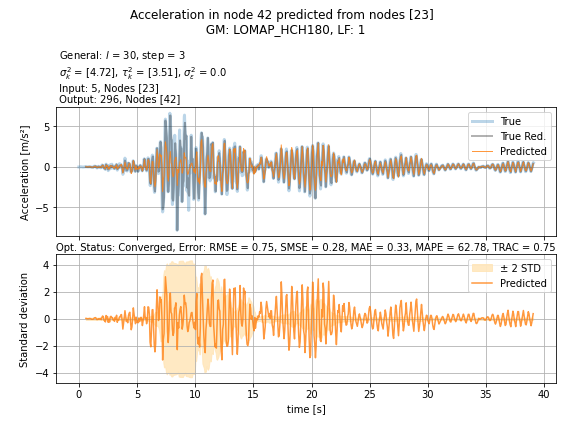 Acceleration in node 42 predicted from nodes [23]
GM: LOMAP_HCH180, LF: 1
General: l = 30, step = 3
σ_k² = [4.72], τ_k² = [3.51], σ_ε² = 0.0
Input: 5, Nodes [23]
Output: 296, Nodes [42]
Acceleration [m/s²]
5
0
−5
True
True Red.
Predicted
Opt. Status: Converged, Error: RMSE = 0.75, SMSE = 0.28, MAE = 0.33, MAPE = 62.78, TRAC = 0.75
Standard deviation
4
2
0
−2
−4
± 2 STD
Predicted
0 5 10 15 20 25 30 35 40
time [s]